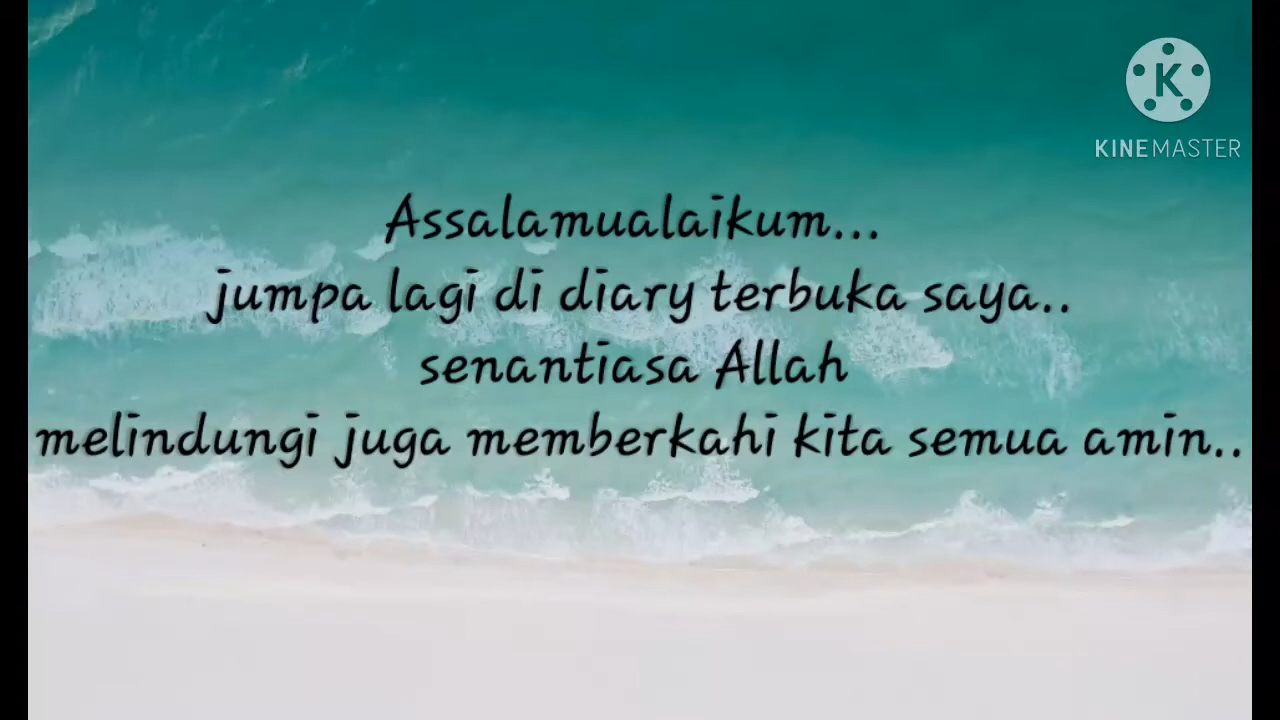 K
KINEMASTER
Assalamualaikum...
jumpa lagi di diary terbuka saya..
senantiasa Allah
melindungi juga memberkahi kita semua amin..